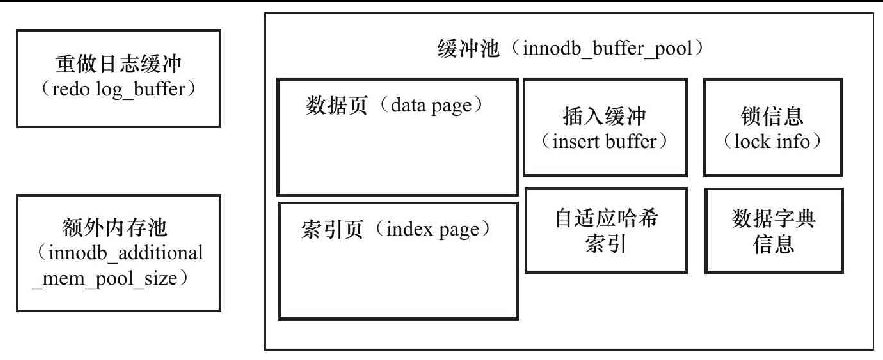 重做日志缓冲
（redo log_buffer）
额外内存池
（innodb_additional
_mem_pool_size）
缓冲池（innodb_buffer_pool）
数据页（data page）
插入缓冲
（insert buffer）
锁信息
（lock info）
索引页（index page）
自适应哈希
索引
数据字典
信息